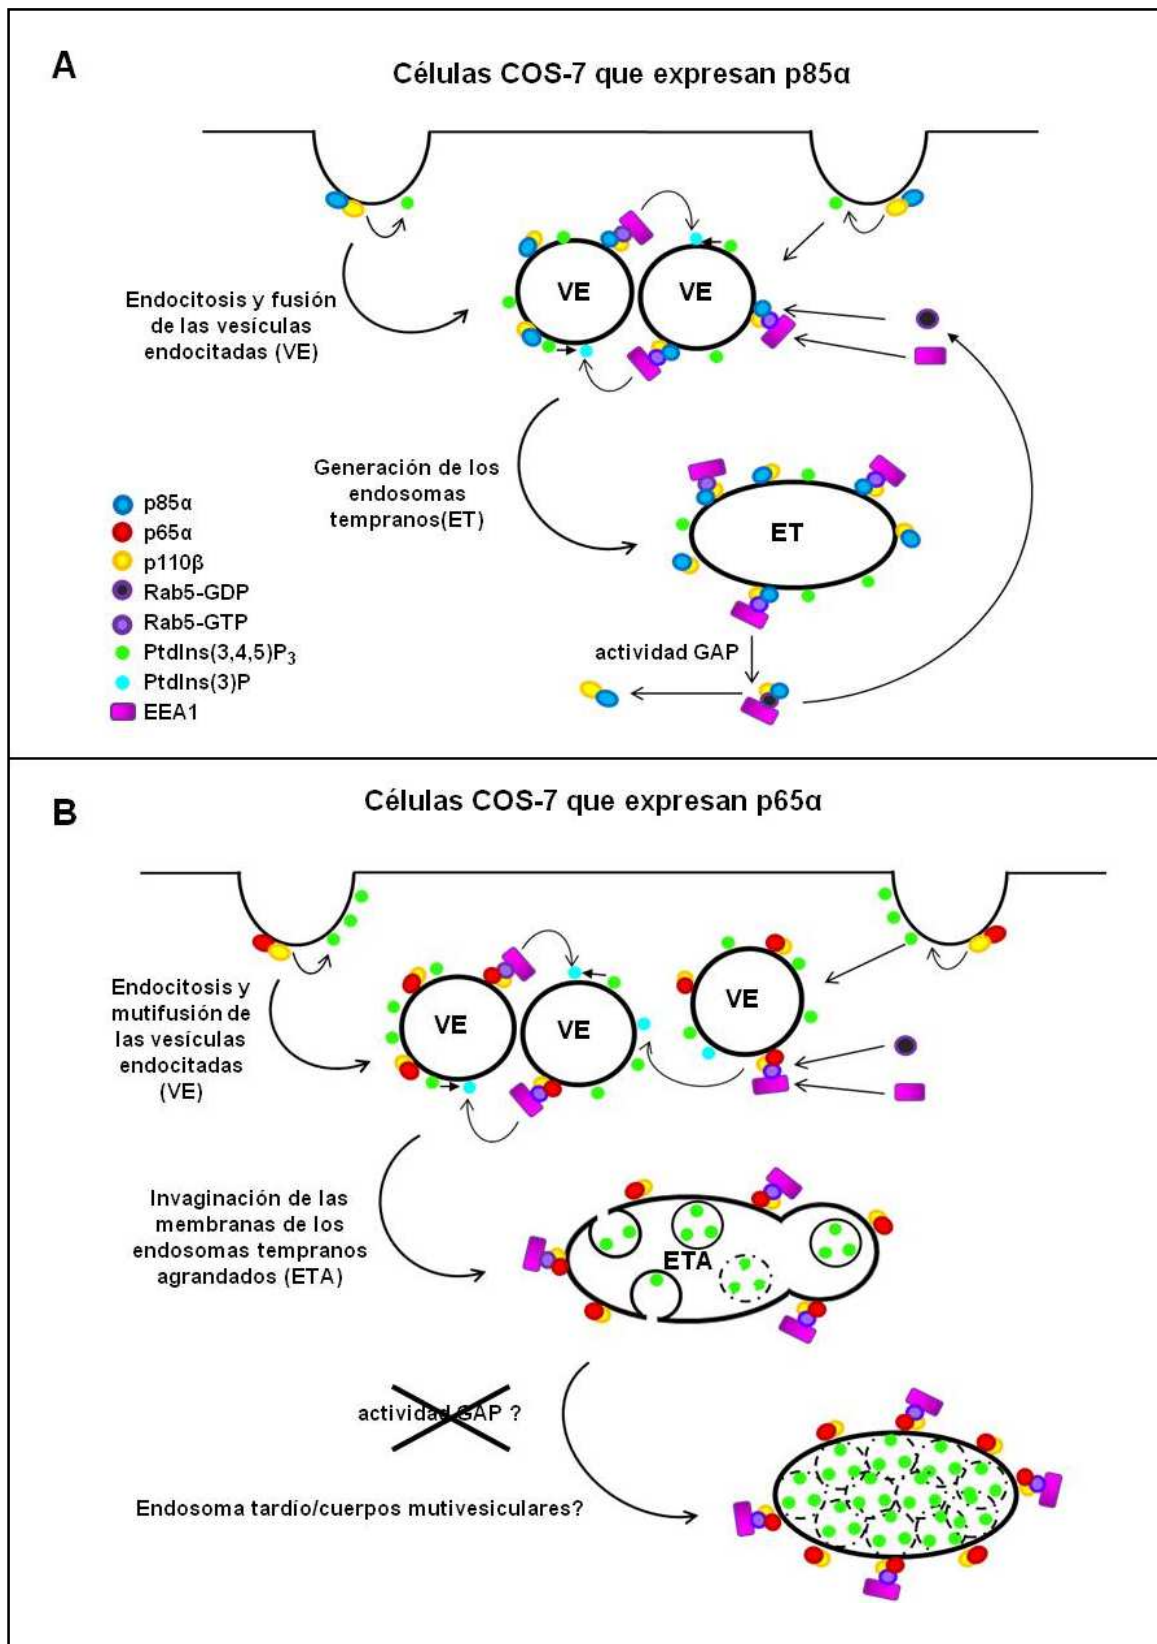 A
Células COS-7 que expresan p85α
VE
VE
Endocitosis y fusión
de las vesículas
endocitadas (VE)
Generación de los
endosomas
tempranos(ET)
ET
p85α
p65α
p110β
Rab5-GDP
Rab5-GTP
PtdIns(3,4,5)P₃
PtdIns(3)P
EEA1
actividad GAP
B
Células COS-7 que expresan p65α
Endocitosis y
mutifusión de
las vesículas
endocitadas
(VE)
VE
VE
VE
Invaginación de las
membranas de los
endosomas tempranos
agrandados (ETA)
ETA
actividad GAP ?
Endosoma tardío/cuerpos mutivesiculares?